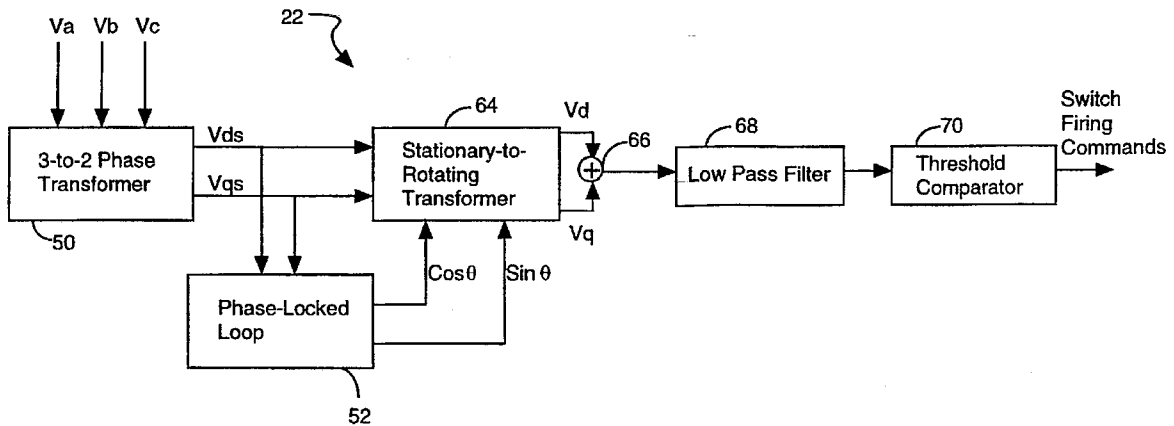 Va Vb Vc
22
3-to-2 Phase
Transformer
50
Vds
Vqs
64
Stationary-to-
Rotating
Transformer
Vd
66
Vq
68
Low Pass Filter
70
Threshold
Comparator
Switch
Firing
Commands
Cosθ
Sin θ
Phase-Locked
Loop
52